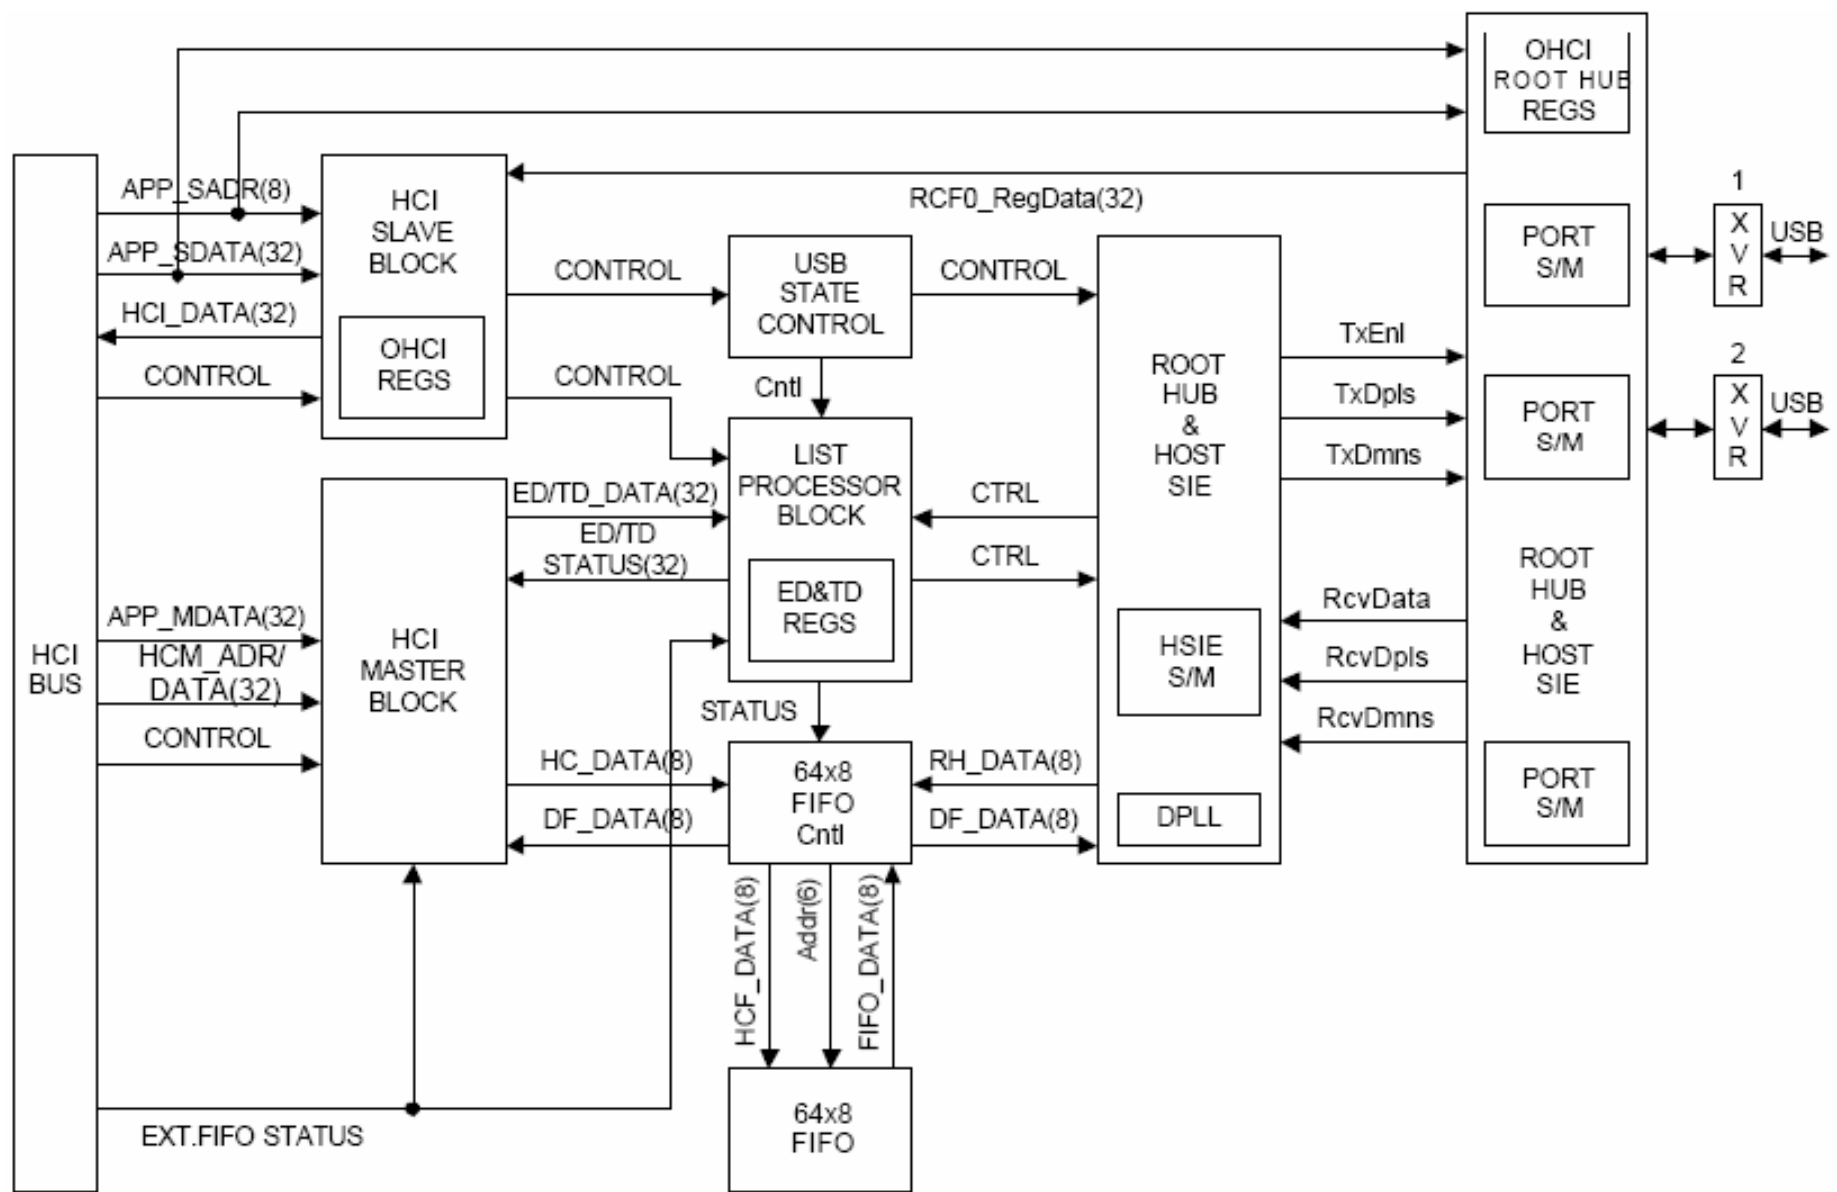 OHCI
ROOT HUB
REGS
APP_SADR(8)
HCI
SLAVE
BLOCK
RCF0_RegData(32)
1
X
V
R
USB
PORT
S/M
APP_SDATA(32)
CONTROL
USB
STATE
CONTROL
CONTROL
HCI_DATA(32)
OHCI
REGS
CONTROL
CONTROL
Cntl
ROOT
HUB
&
HOST
SIE
TxEnl
TxDpls
TxDmns
2
X
V
R
USB
PORT
S/M
LIST
PROCESSOR
BLOCK
ED/TD_DATA(32)
ED/TD
STATUS(32)
CTRL
CTRL
ED&TD
REGS
HCI
BUS
APP_MDATA(32)
HCM_ADR/
DATA(32)
CONTROL
HCI
MASTER
BLOCK
HSIE
S/M
RcvData
RcvDpls
RcvDmns
ROOT
HUB
&
HOST
SIE
STATUS
HC_DATA(8)
DF_DATA(8)
64x8
FIFO
Cntl
RH_DATA(8)
DF_DATA(8)
DPLL
PORT
S/M
HCF_DATA(8)
Addr(6)
FIFO_DATA(8)
EXT.FIFO STATUS
64x8
FIFO